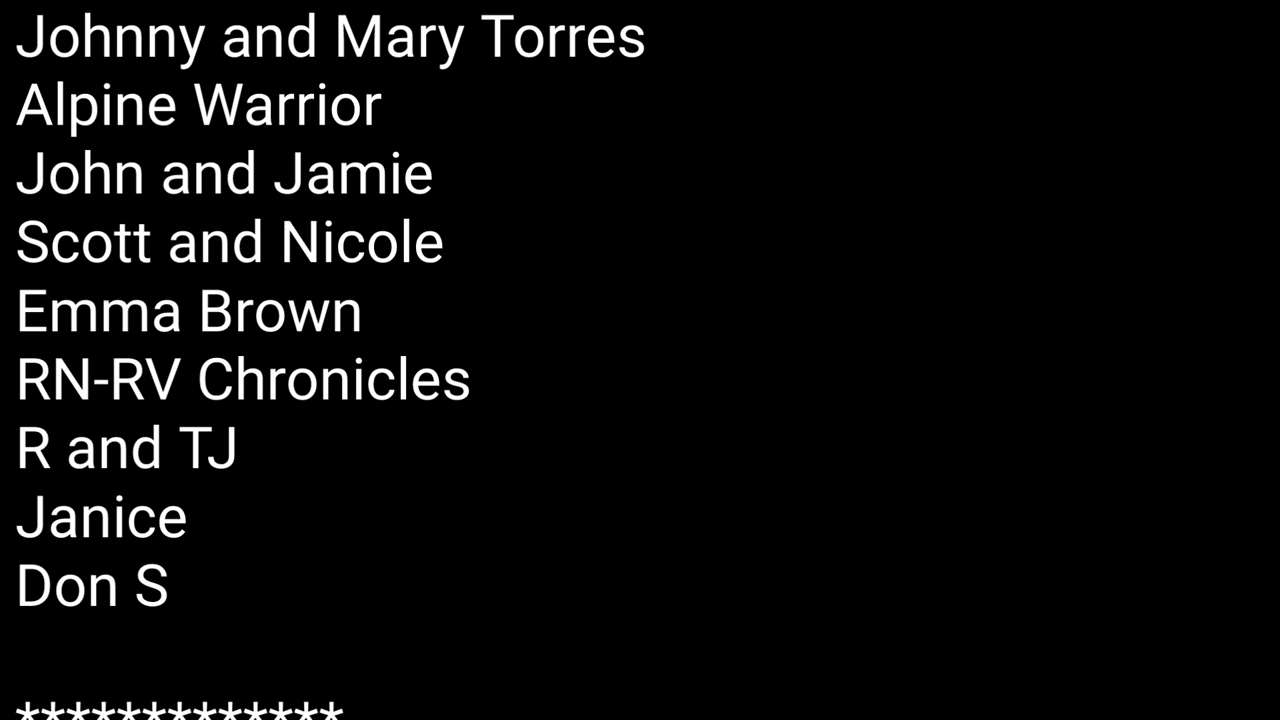 Johnny and Mary Torres
Alpine Warrior
John and Jamie
Scott and Nicole
Emma Brown
RN-RV Chronicles
R and TJ
Janice
Don S
*************